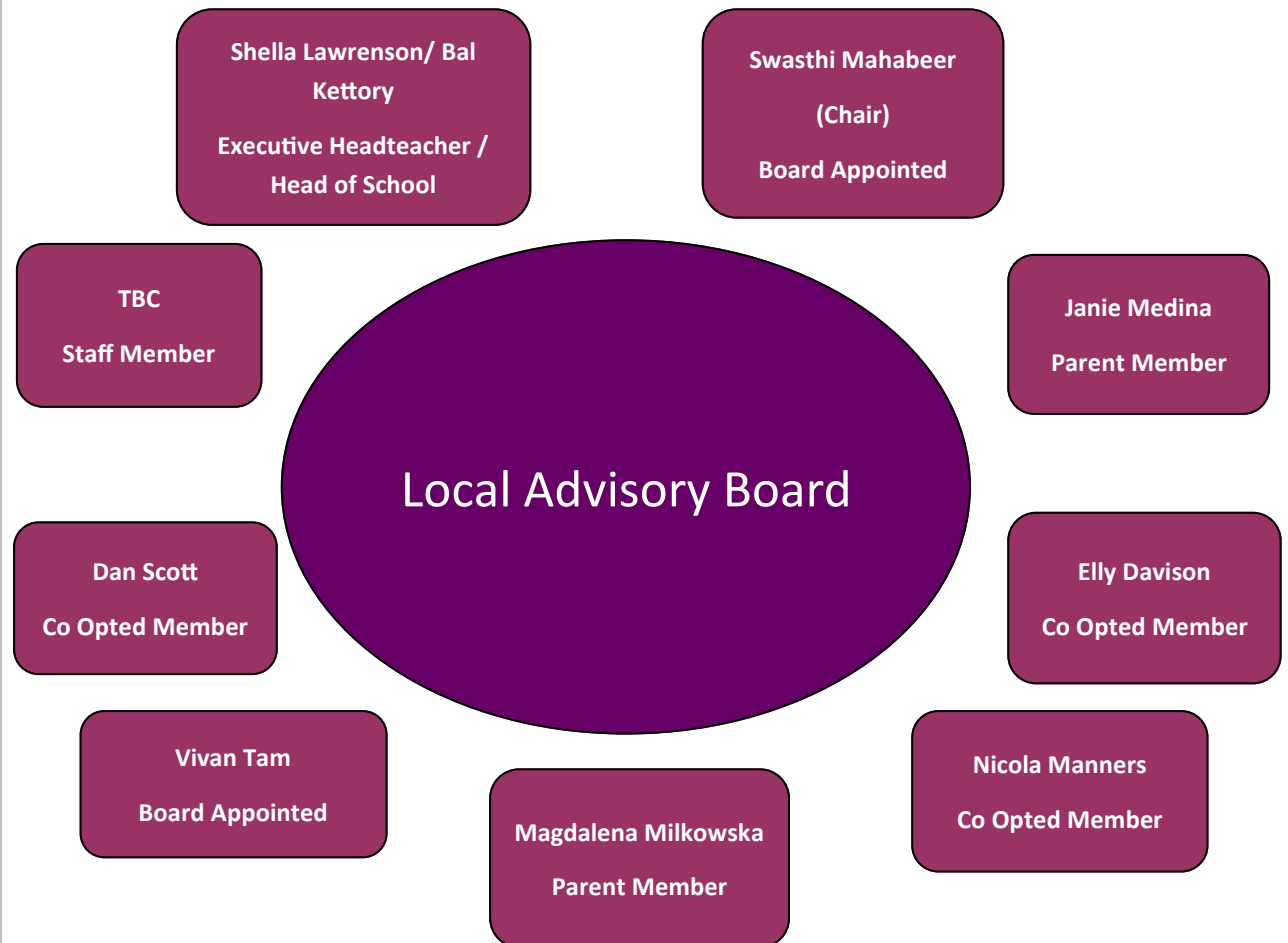 Shella Lawrenson/ Bal
Kettory
Executive Headteacher /
Head of School
Swasthi Mahabeer
(Chair)
Board Appointed
TBC
Staff Member
Janie Medina
Parent Member
Local Advisory Board
Dan Scott
Co Opted Member
Elly Davison
Co Opted Member
Vivan Tam
Board Appointed
Nicola Manners
Co Opted Member
Magdalena Milkowska
Parent Member